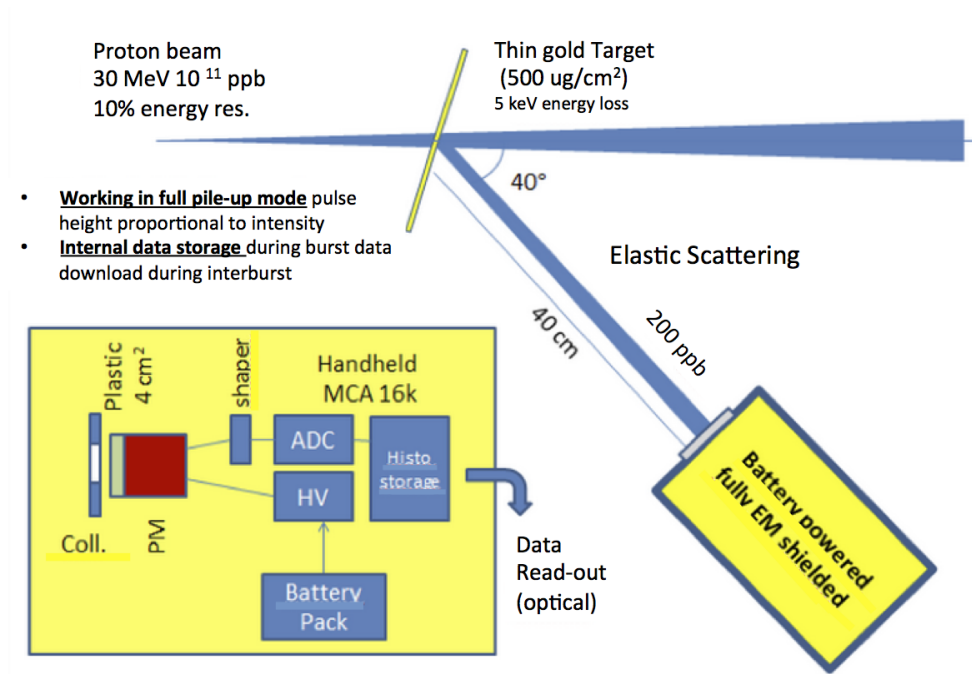 Proton beam
30 MeV 10 ¹¹ ppb
10% energy res.
Thin gold Target
(500 ug/cm²)
5 keV energy loss
40°
• Working in full pile-up mode pulse
height proportional to intensity
• Internal data storage during burst data
download during interburst
Elastic Scattering
40 cm
200 ppb
Plastic
4 cm²
shaper
Handheld
MCA 16k
ADC
Histo
storage
HV
Coll.
PM
Battery
Pack
Data
Read-out
(optical)
Battery powered
fully EM shielded